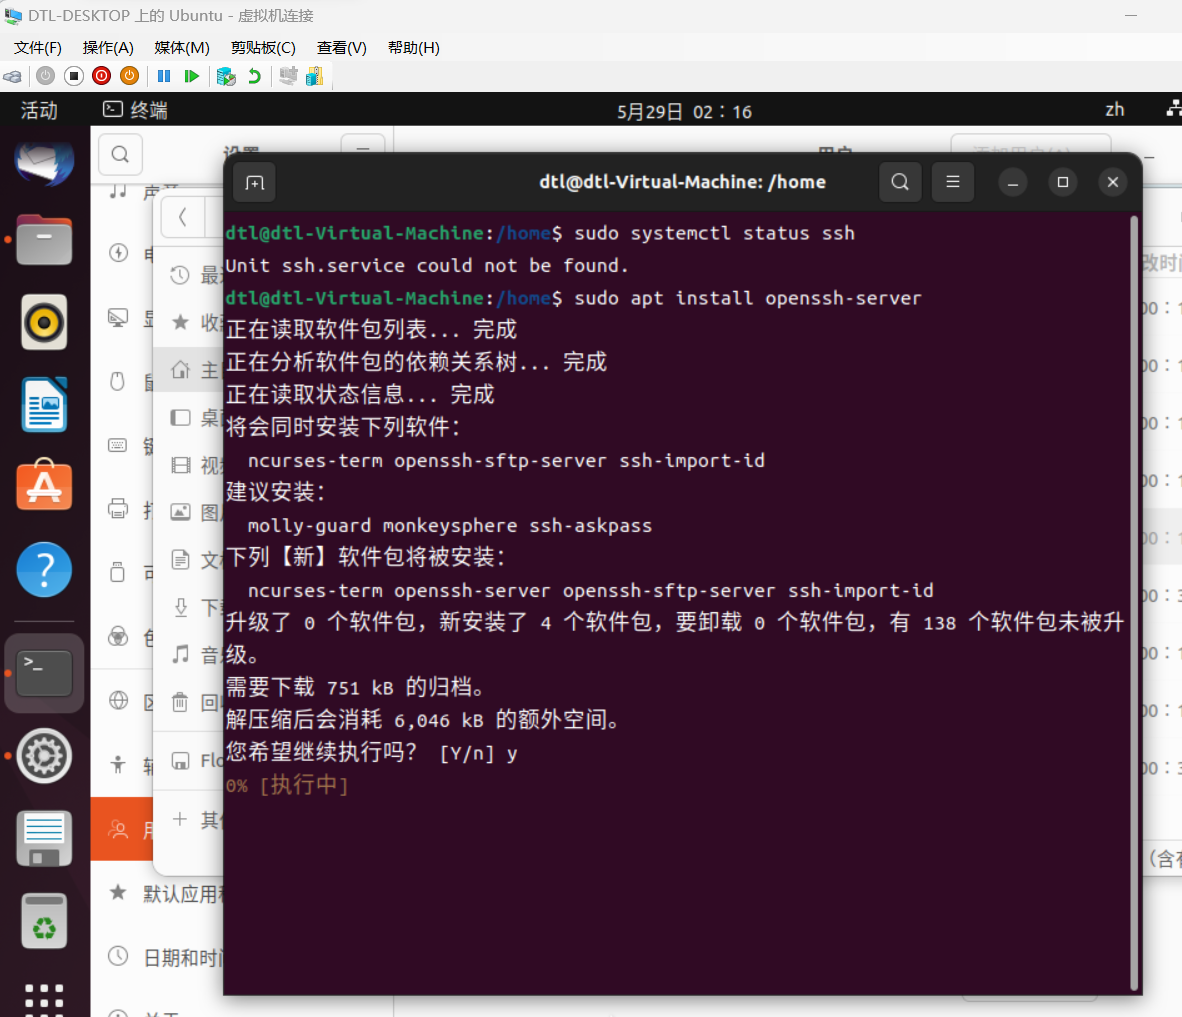 DTL-DESKTOP 上的 Ubuntu - 虚拟机连接
文件(F) 操作(A) 媒体(M) 剪贴板(C) 查看(V) 帮助(H)
活动 终端 5月29日 02：16 zh
设置
用户
添加用户(A)
dtl@dtl-Virtual-Machine: /home
dtl@dtl-Virtual-Machine:/home$ sudo systemctl status ssh
Unit ssh.service could not be found.
dtl@dtl-Virtual-Machine:/home$ sudo apt install openssh-server
正在读取软件包列表... 完成
正在分析软件包的依赖关系树... 完成
正在读取状态信息... 完成
将会同时安装下列软件：
ncurses-term openssh-sftp-server ssh-import-id
建议安装：
molly-guard monkeysphere ssh-askpass
下列【新】软件包将被安装：
ncurses-term openssh-server openssh-sftp-server ssh-import-id
升级了 0 个软件包，新安装了 4 个软件包，要卸载 0 个软件包，有 138 个软件包未被升
级。
需要下载 751 kB 的归档。
解压缩后会消耗 6,046 kB 的额外空间。
您希望继续执行吗？ [Y/n] y
0% [执行中]
最
收
主
桌
视
图
文
下
音
回
Flo
其
默认应用
日期和时
改时
(含